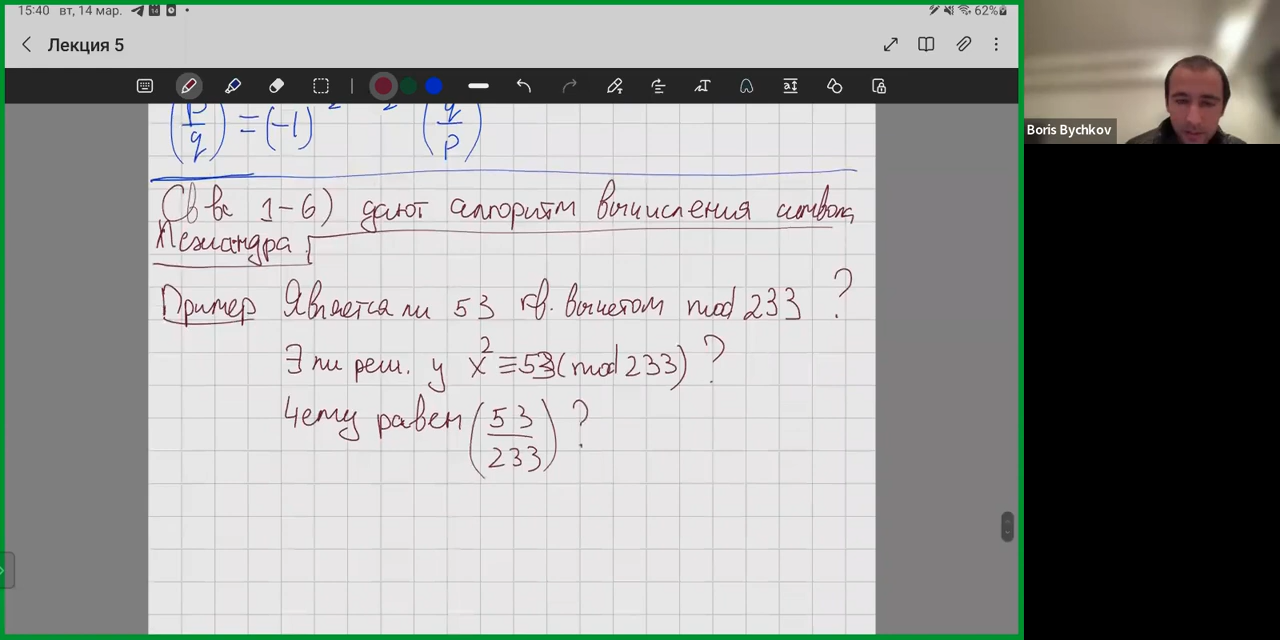 15:40 вт, 14 мар.
62%
Лекция 5
(p/q) = (-1) (q/p)
Св-ва 1-6) дают алгоритм вычисления символа
Лежандра.
Пример Является ли 53 кв. вычетом mod 233 ?
∃ ли реш. у x² ≡ 53 (mod 233) ?
Чему равен (53/233) ?
Boris Bychkov